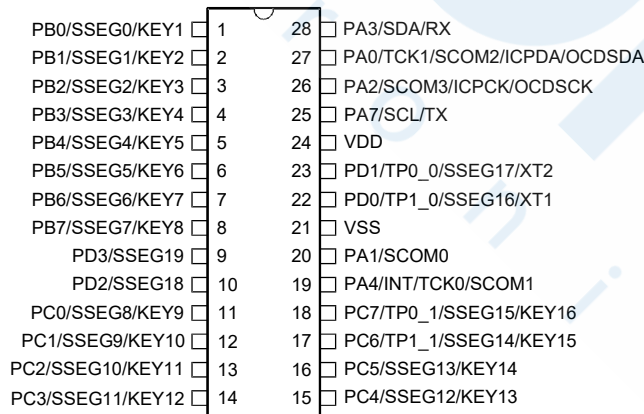 PB0/SSEG0/KEY1 1 28 PA3/SDA/RX
PB1/SSEG1/KEY2 2 27 PA0/TCK1/SCOM2/ICPDA/OCDSDA
PB2/SSEG2/KEY3 3 26 PA2/SCOM3/ICPCK/OCDSCK
PB3/SSEG3/KEY4 4 25 PA7/SCL/TX
PB4/SSEG4/KEY5 5 24 VDD
PB5/SSEG5/KEY6 6 23 PD1/TP0_0/SSEG17/XT2
PB6/SSEG6/KEY7 7 22 PD0/TP1_0/SSEG16/XT1
PB7/SSEG7/KEY8 8 21 VSS
PD3/SSEG19 9 20 PA1/SCOM0
PD2/SSEG18 10 19 PA4/INT/TCK0/SCOM1
PC0/SSEG8/KEY9 11 18 PC7/TP0_1/SSEG15/KEY16
PC1/SSEG9/KEY10 12 17 PC6/TP1_1/SSEG14/KEY15
PC2/SSEG10/KEY11 13 16 PC5/SSEG13/KEY14
PC3/SSEG11/KEY12 14 15 PC4/SSEG12/KEY13